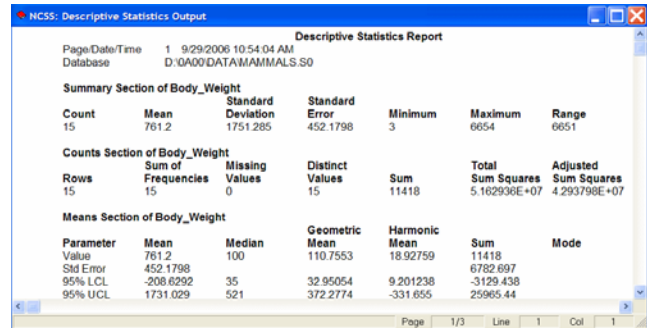 NCSS: Descriptive Statistics Output
Descriptive Statistics Report
Page/Date/Time 1 9/29/2006 10:54:04 AM
Database D:\0A00\DATA\MAMMALS.S0
Summary Section of Body_Weight
Standard Standard
Count Mean Deviation Error Minimum Maximum Range
15 761.2 1751.285 452.1798 3 6654 6651
Counts Section of Body_Weight
Sum of Missing Distinct Total Adjusted
Rows Frequencies Values Values Sum Sum Squares Sum Squares
15 15 0 15 11418 5.162936E+07 4.293798E+07
Means Section of Body_Weight
Geometric Harmonic
Parameter Mean Median Mean Mean Sum Mode
Value 761.2 100 110.7553 18.92759 11418
Std Error 452.1798 6782.697
95% LCL -208.6292 35 32.95054 9.201238 -3129.438
95% UCL 1731.029 521 372.2774 -331.655 25965.44
Page 1/3 Line 1 Col 1